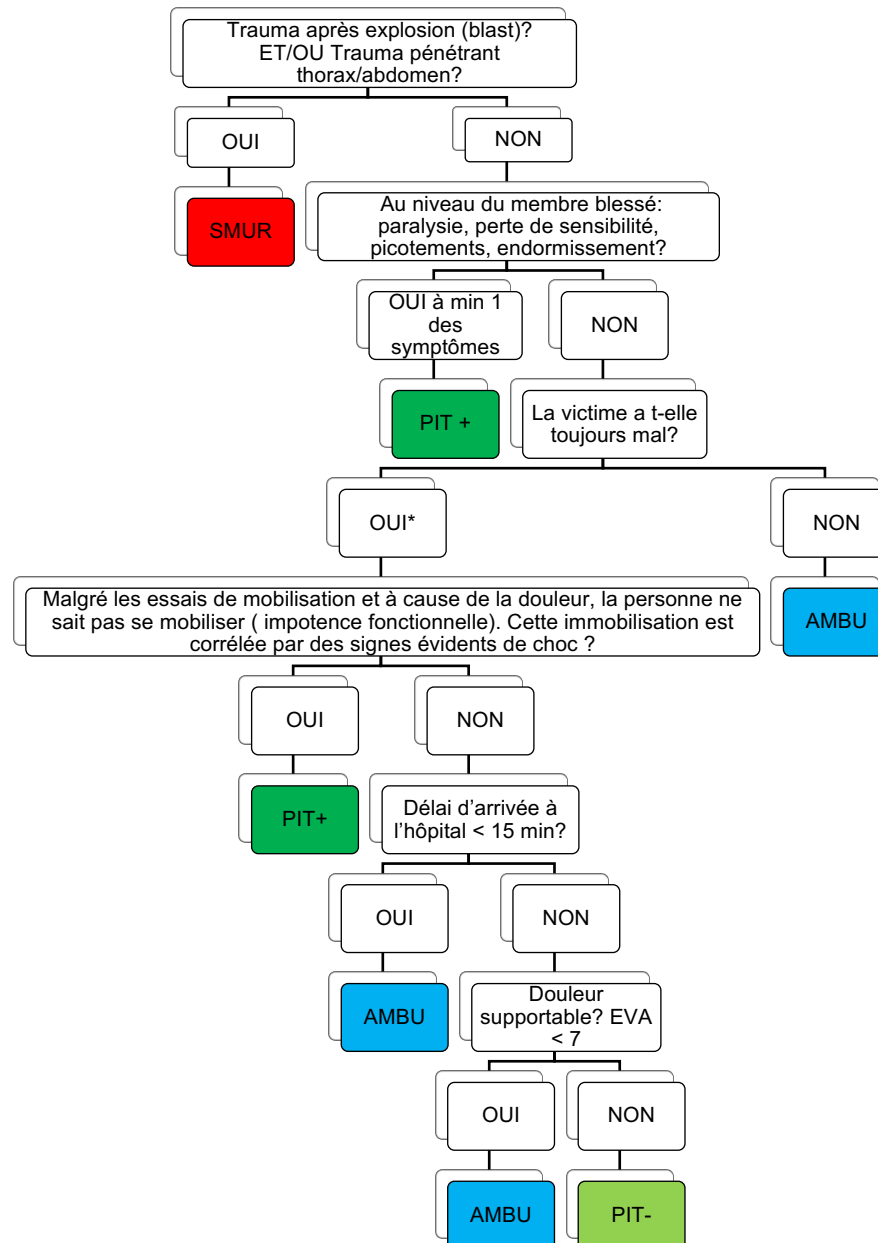 Trauma après explosion (blast)?
ET/OU Trauma pénétrant
thorax/abdomen?
OUI
NON
SMUR
Au niveau du membre blessé:
paralysie, perte de sensibilité,
picotements, endormissement?
OUI à min 1
des
symptômes
NON
PIT +
La victime a t-elle
toujours mal?
OUI*
NON
Malgré les essais de mobilisation et à cause de la douleur, la personne ne
sait pas se mobiliser ( impotence fonctionnelle). Cette immobilisation est
corrélée par des signes évidents de choc ?
AMBU
OUI
NON
PIT+
Délai d’arrivée à
l’hôpital < 15 min?
OUI
NON
AMBU
Douleur
supportable? EVA
< 7
OUI
NON
AMBU
PIT-